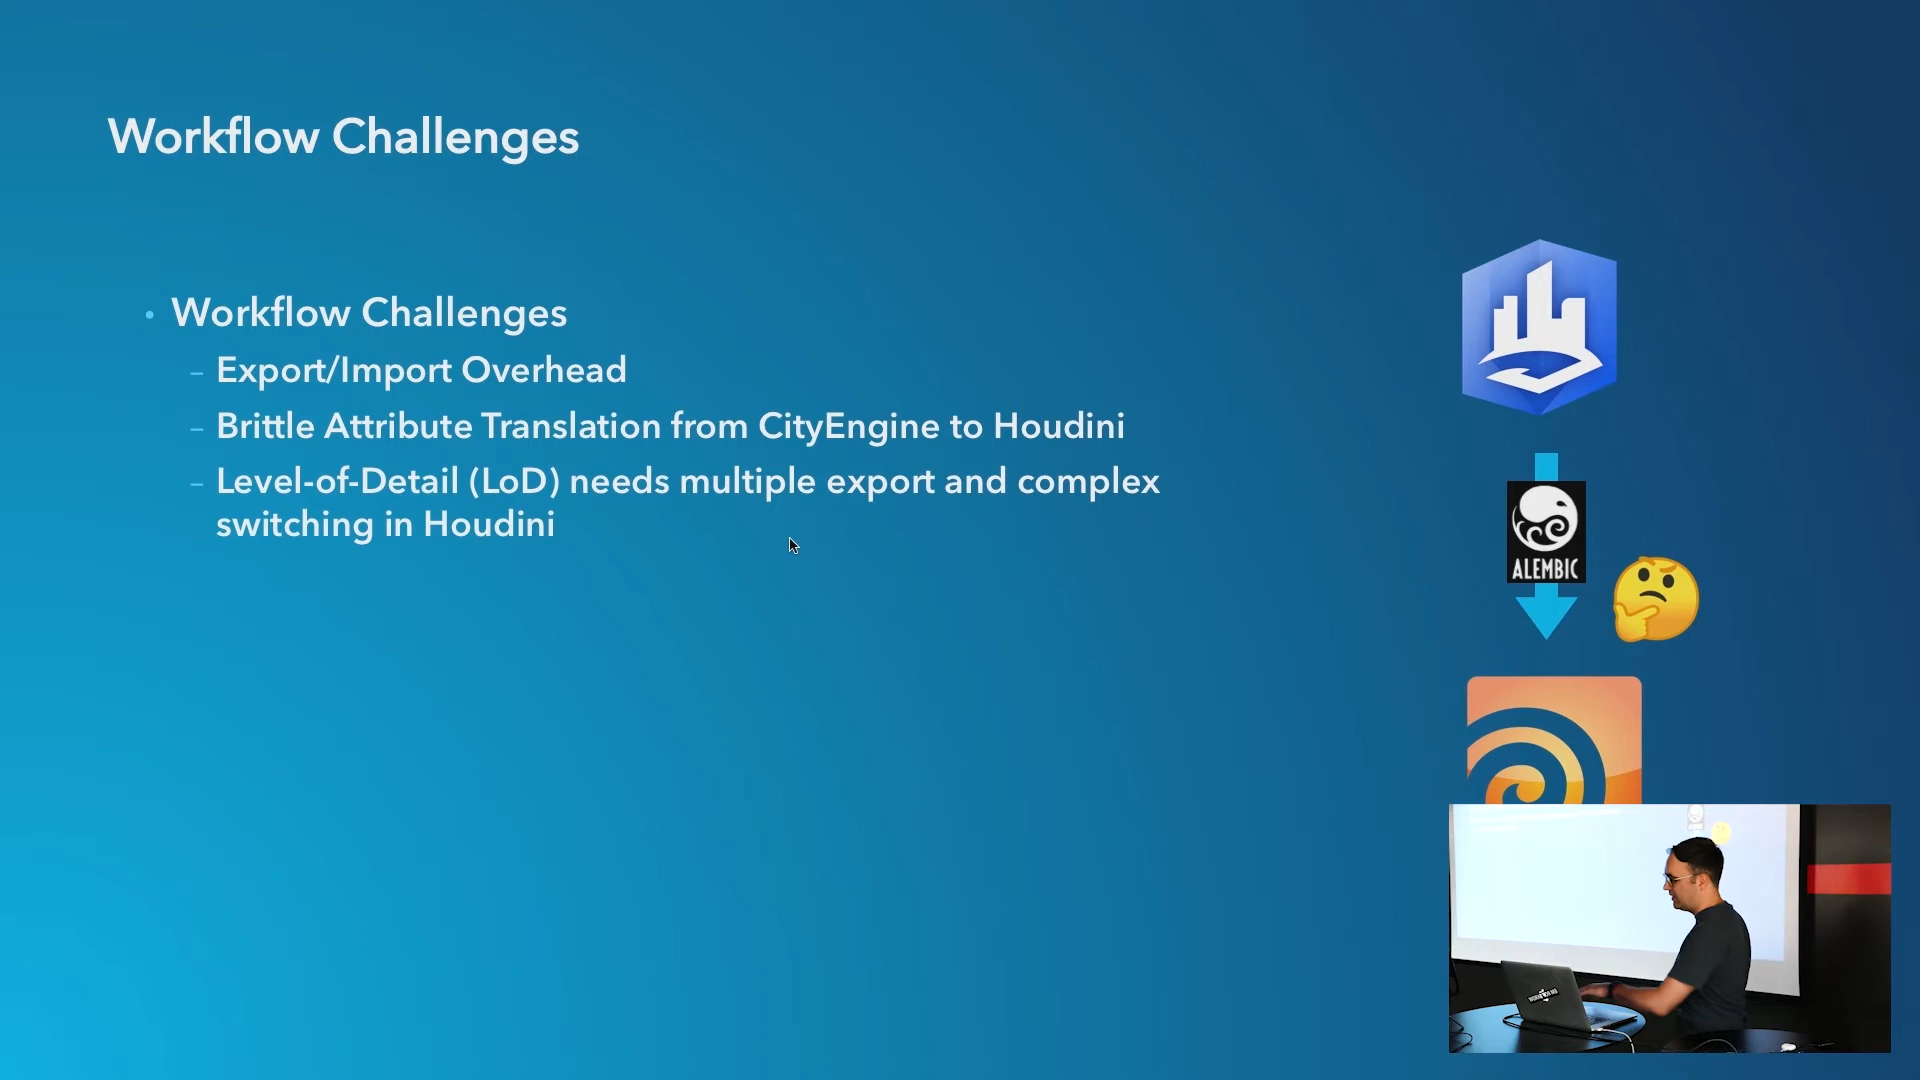 Workflow Challenges
• Workflow Challenges
– Export/Import Overhead
– Brittle Attribute Translation from CityEngine to Houdini
– Level-of-Detail (LoD) needs multiple export and complex
switching in Houdini
ALEMBIC